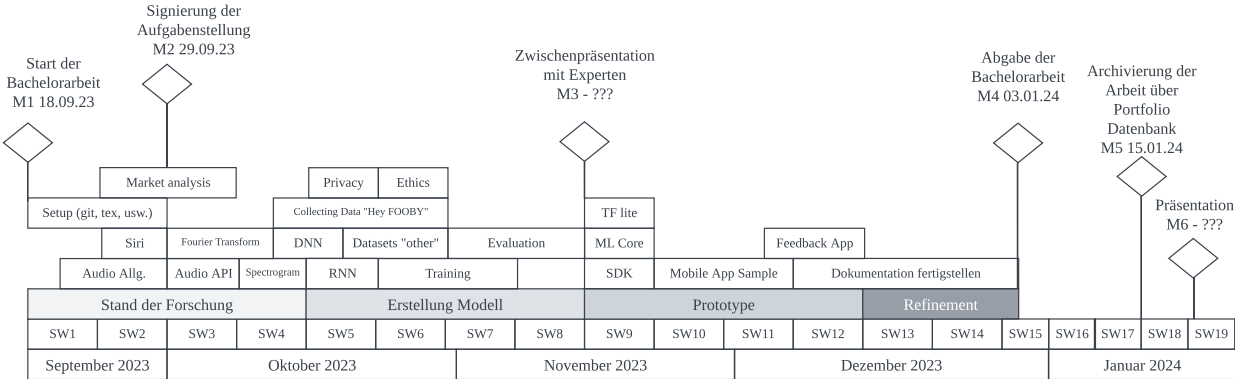 Signierung der
Aufgabenstellung
M2 29.09.23
Start der
Bachelorarbeit
M1 18.09.23
Zwischenpräsentation
mit Experten
M3 - ???
Abgabe der
Bachelorarbeit
M4 03.01.24
Archivierung der
Arbeit über
Portfolio
Datenbank
M5 15.01.24
Präsentation
M6 - ???
Market analysis Privacy Ethics
Setup (git, tex, usw.) Collecting Data "Hey FOOBY" TF lite
Siri Fourier Transform DNN Datasets "other" Evaluation ML Core Feedback App
Audio Allg. Audio API Spectrogram RNN Training SDK Mobile App Sample Dokumentation fertigstellen
Stand der Forschung Erstellung Modell Prototype Refinement
SW1 SW2 SW3 SW4 SW5 SW6 SW7 SW8 SW9 SW10 SW11 SW12 SW13 SW14 SW15 SW16 SW17 SW18 SW19
September 2023 Oktober 2023 November 2023 Dezember 2023 Januar 2024